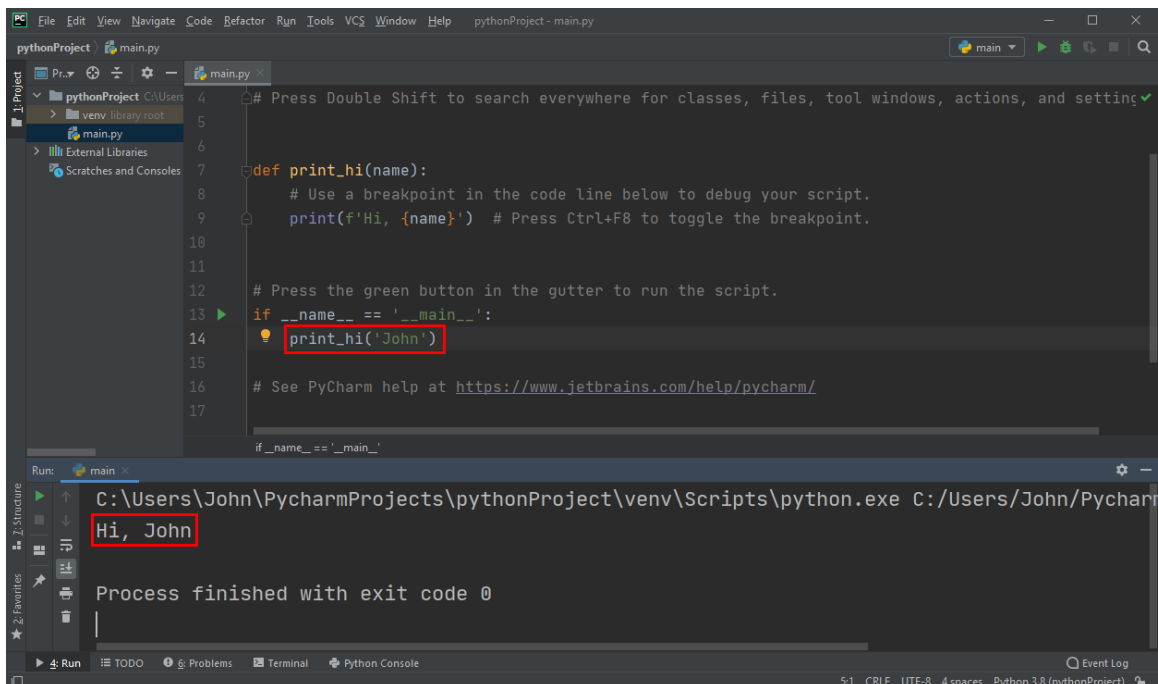 PC File Edit View Navigate Code Refactor Run Tools VCS Window Help pythonProject - main.py
pythonProject main.py main
1: Project
Pr.. main.py
pythonProject C:\Users
venv library root
main.py
External Libraries
Scratches and Consoles
4 # Press Double Shift to search everywhere for classes, files, tool windows, actions, and setting
5
6
7 def print_hi(name):
8 # Use a breakpoint in the code line below to debug your script.
9 print(f'Hi, {name}') # Press Ctrl+F8 to toggle the breakpoint.
10
11
12 # Press the green button in the gutter to run the script.
13 if __name__ == '__main__':
14 print_hi('John')
15
16 # See PyCharm help at https://www.jetbrains.com/help/pycharm/
17
if __name__ == '__main__'
Run: main
Z: Structure
2: Favorites
C:\Users\John\PycharmProjects\pythonProject\venv\Scripts\python.exe C:/Users/John/Pycharm
Hi, John
Process finished with exit code 0
4: Run TODO 6: Problems Terminal Python Console Event Log
5:1 CRLF UTF-8 4 spaces Python 3.8 (pythonProject)